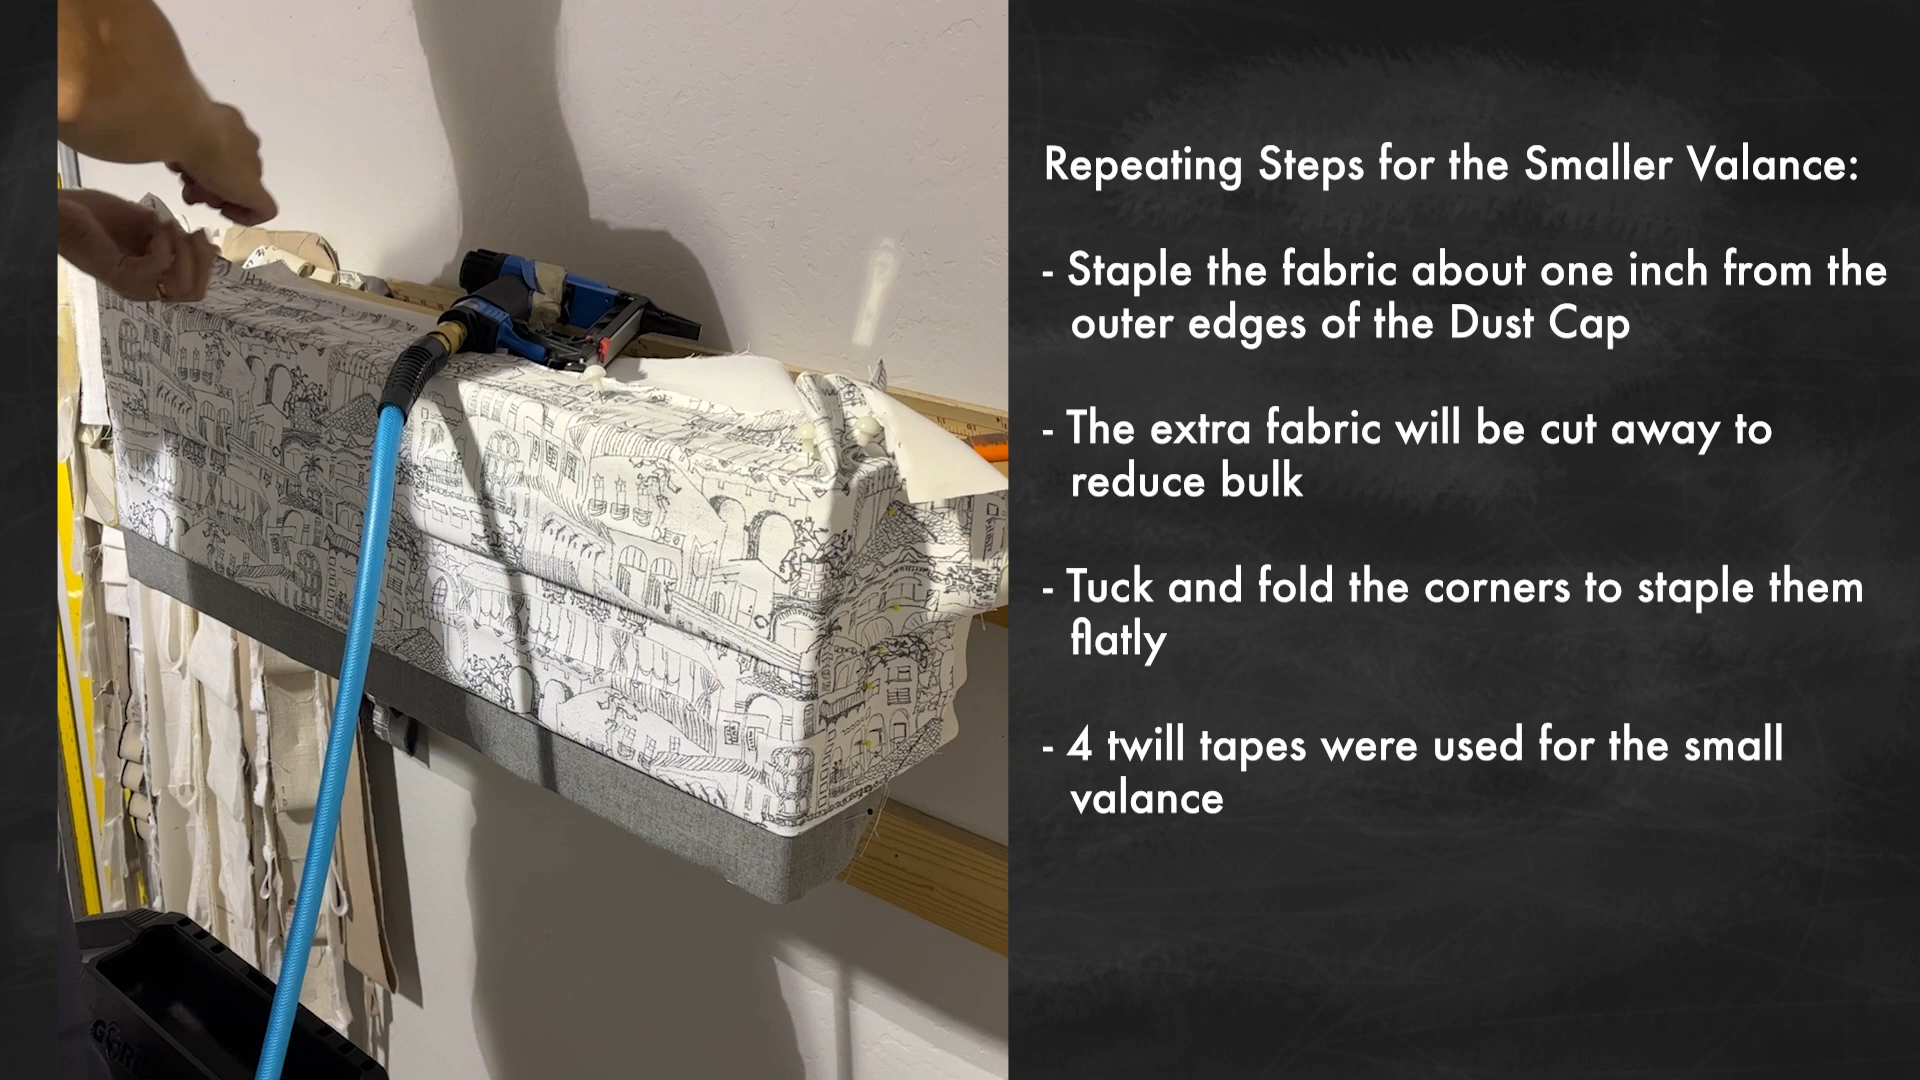 Repeating Steps for the Smaller Valance:
- Staple the fabric about one inch from the
outer edges of the Dust Cap
- The extra fabric will be cut away to
reduce bulk
- Tuck and fold the corners to staple them
flatly
- 4 twill tapes were used for the small
valance